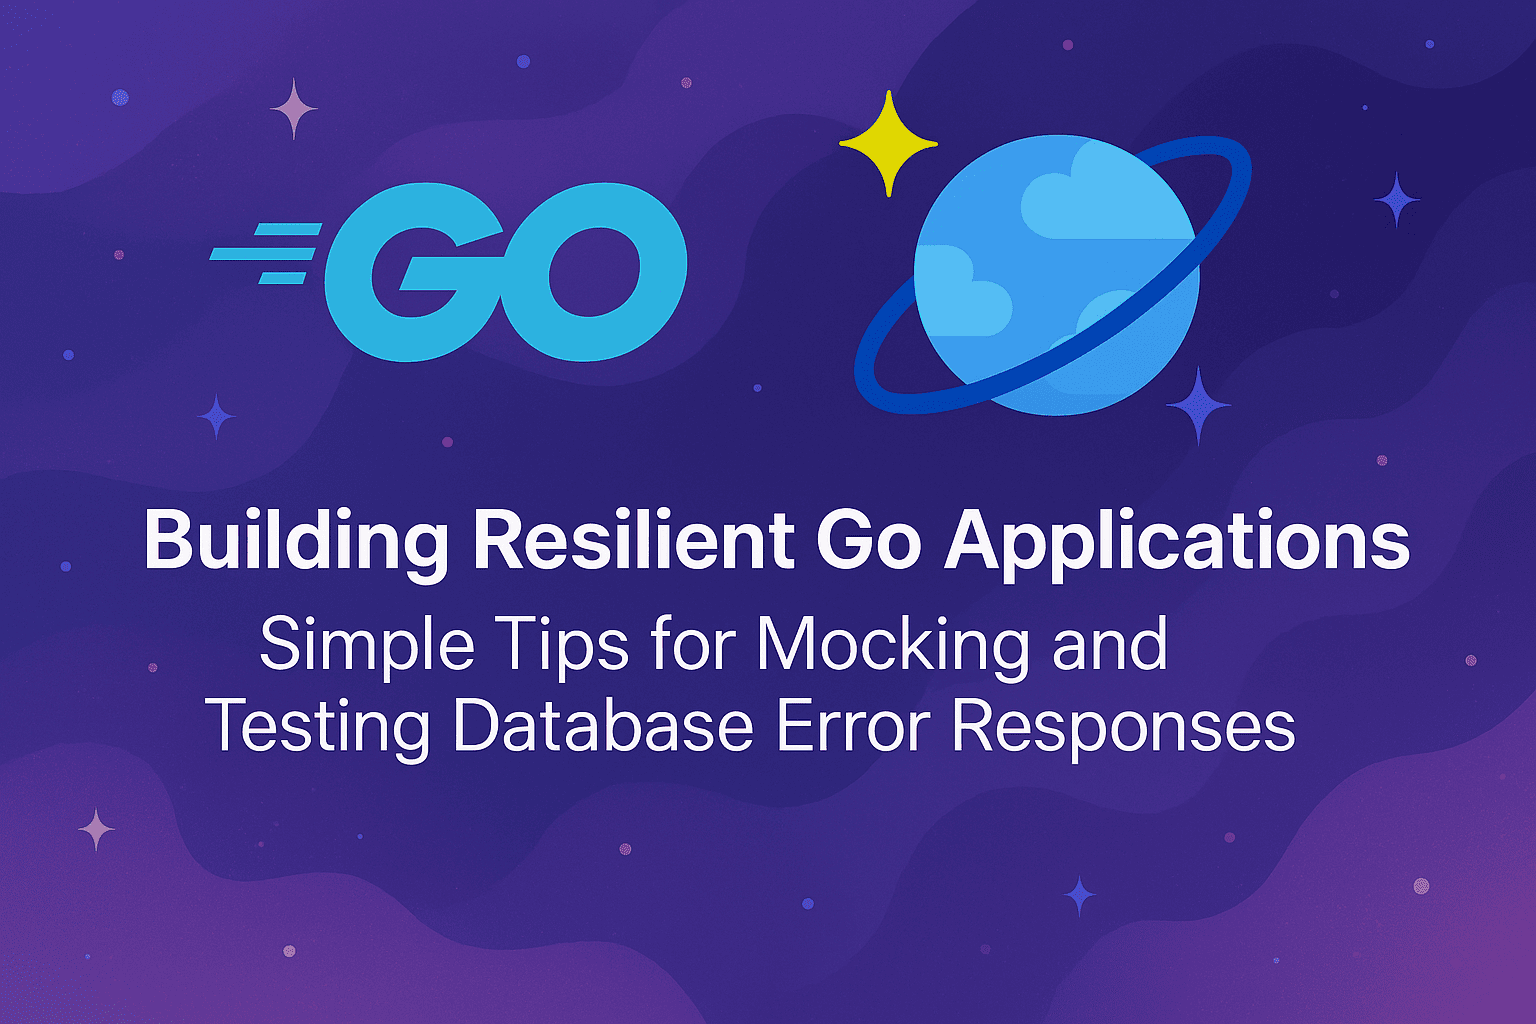 GO
Building Resilient Go Applications
Simple Tips for Mocking and
Testing Database Error Responses